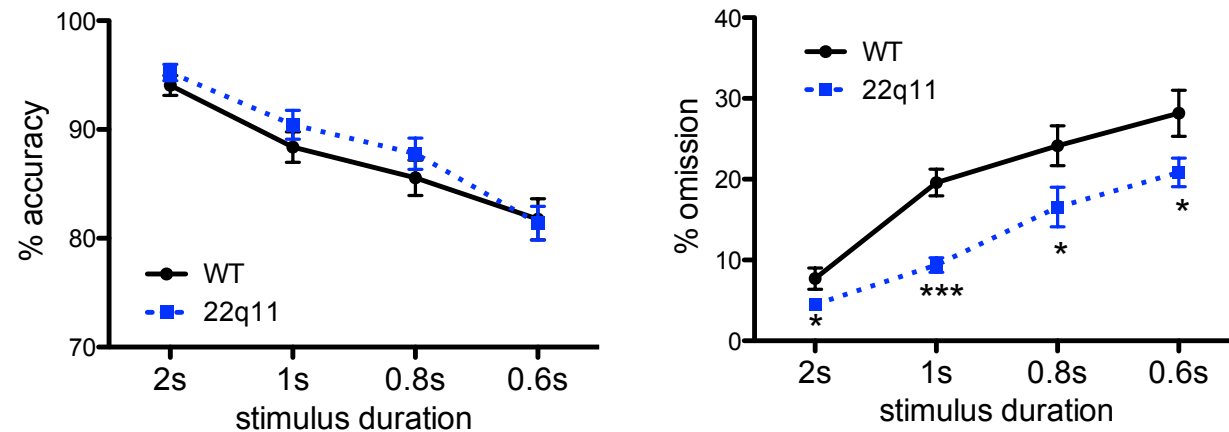 100
90
80
70
% accuracy
WT
22q11
2s 1s 0.8s 0.6s
stimulus duration
40
30
20
10
0
% omission
WT
22q11
*
***
*
*
2s 1s 0.8s 0.6s
stimulus duration